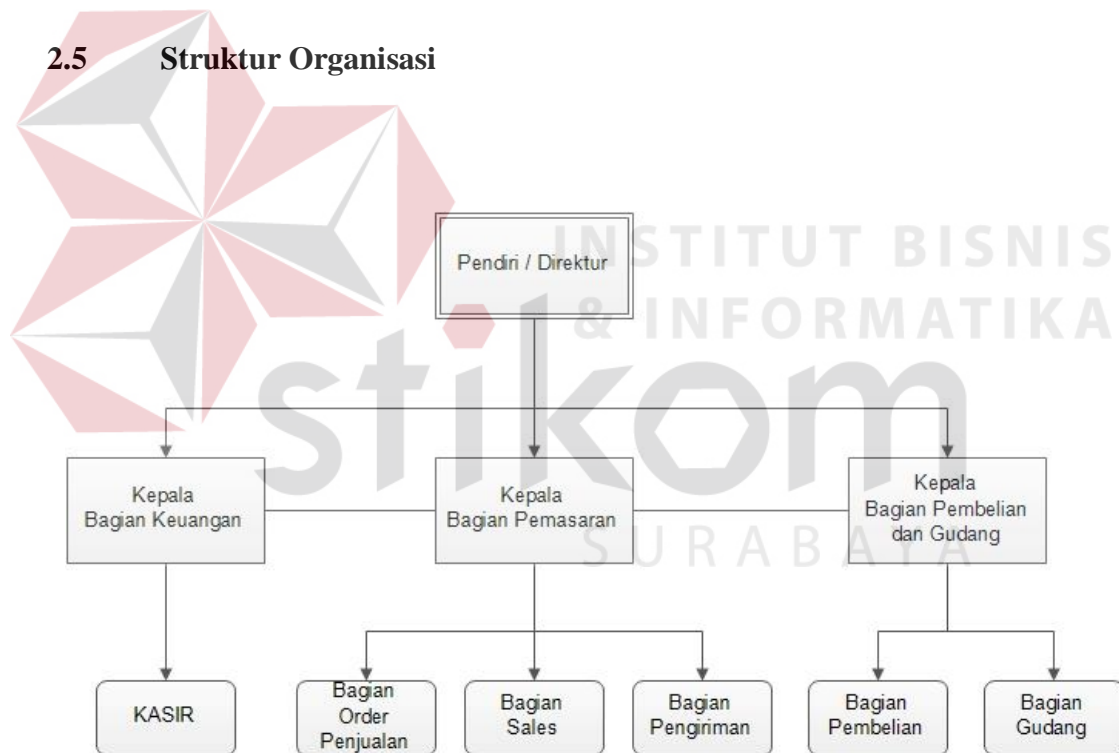 2.5 Struktur Organisasi
INSTITUT BISNIS
& INFORMATIKA
stikom
SURABAYA
Pendiri / Direktur
Kepala
Bagian Keuangan
Kepala
Bagian Pemasaran
Kepala
Bagian Pembelian
dan Gudang
KASIR
Bagian
Order
Penjualan
Bagian
Sales
Bagian
Pengiriman
Bagian
Pembelian
Bagian
Gudang